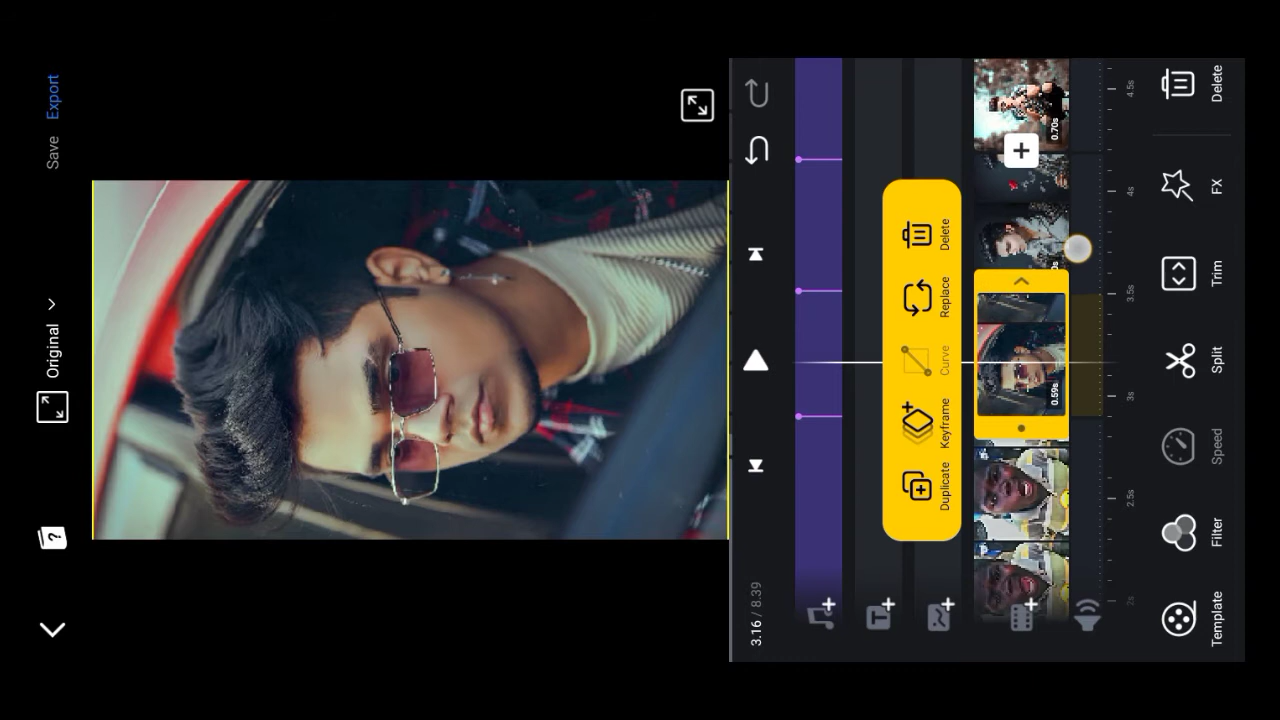 Original
Save
Export
3.16 / 8.39
Duplicate
Keyframe
Curve
Replace
Delete
0.59s
0.70s
2s
2.5s
3s
3.5s
4s
4.5s
Template
Filter
Speed
Split
Trim
FX
Delete